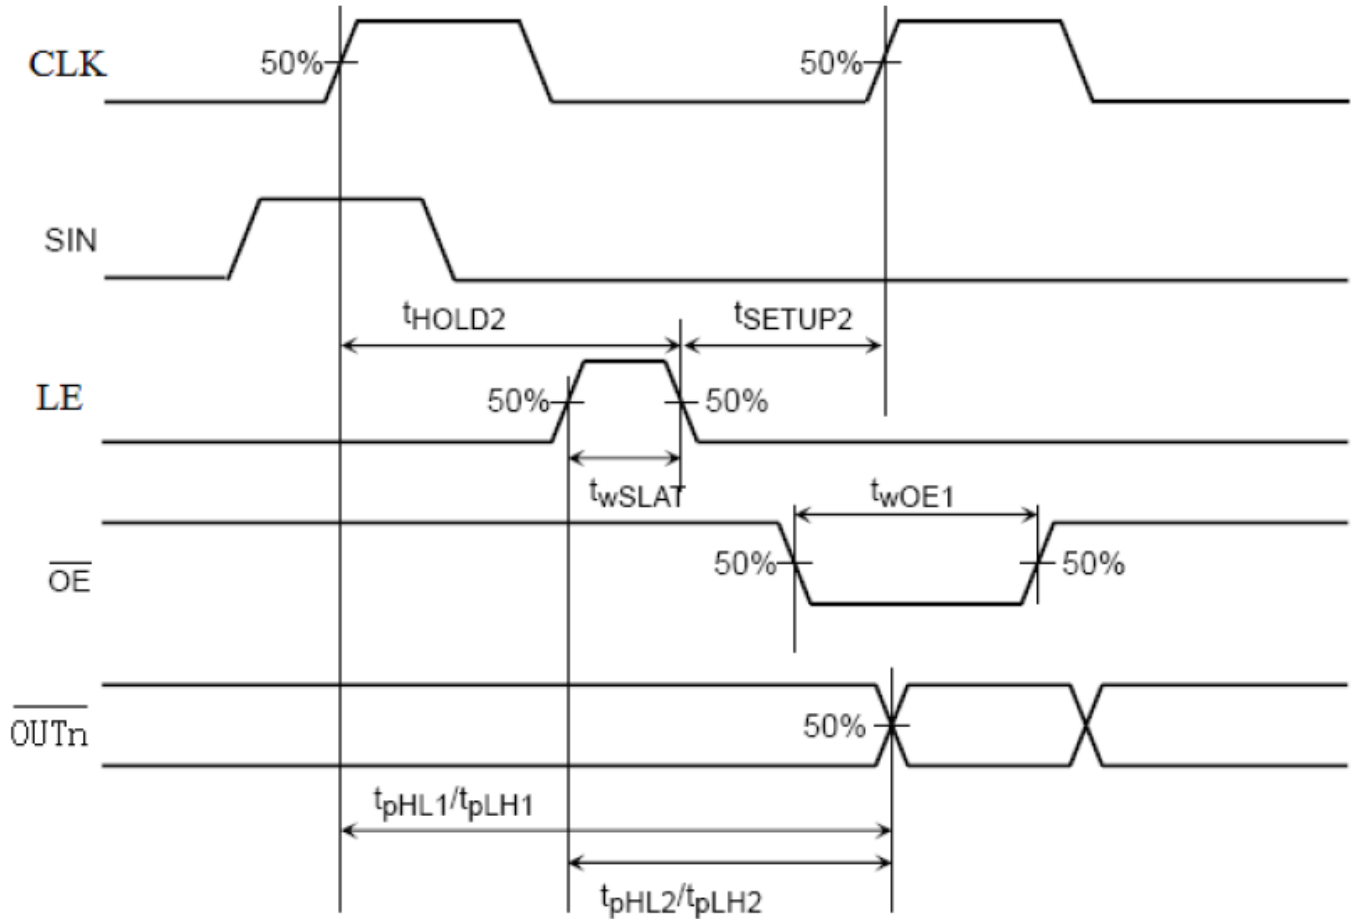 CLK
50%
50%
SIN
tHOLD2
tSETUP2
LE
50%
50%
twSLAT
twOE1
OE
50%
50%
OUTn
50%
tpHL1/tpLH1
tpHL2/tpLH2